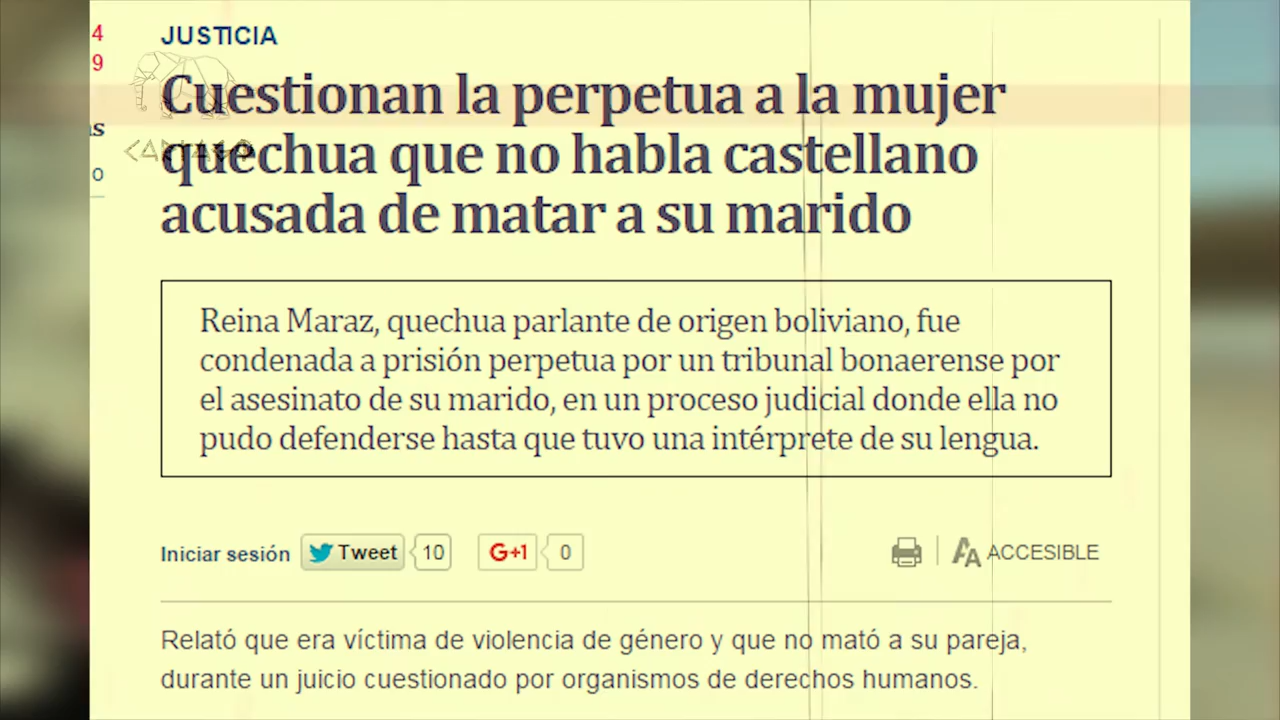 4
9
JUSTICIA
Cuestionan la perpetua a la mujer
quechua que no habla castellano
acusada de matar a su marido
as
0
Reina Maraz, quechua parlante de origen boliviano, fue
condenada a prisión perpetua por un tribunal bonaerense por
el asesinato de su marido, en un proceso judicial donde ella no
pudo defenderse hasta que tuvo una intérprete de su lengua.
Iniciar sesión Tweet 10 G+1 0 ACCESIBLE
Relató que era víctima de violencia de género y que no mató a su pareja,
durante un juicio cuestionado por organismos de derechos humanos.